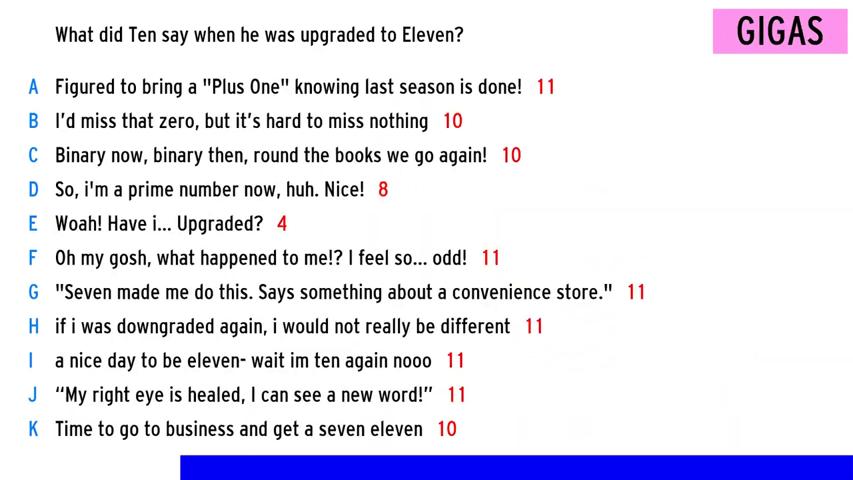 What did Ten say when he was upgraded to Eleven?
GIGAS
A Figured to bring a "Plus One" knowing last season is done! 11
B I'd miss that zero, but it's hard to miss nothing 10
C Binary now, binary then, round the books we go again! 10
D So, i'm a prime number now, huh. Nice! 8
E Woah! Have i... Upgraded? 4
F Oh my gosh, what happened to me!? I feel so... odd! 11
G "Seven made me do this. Says something about a convenience store." 11
H if i was downgraded again, i would not really be different 11
I a nice day to be eleven- wait im ten again nooo 11
J “My right eye is healed, I can see a new word!” 11
K Time to go to business and get a seven eleven 10